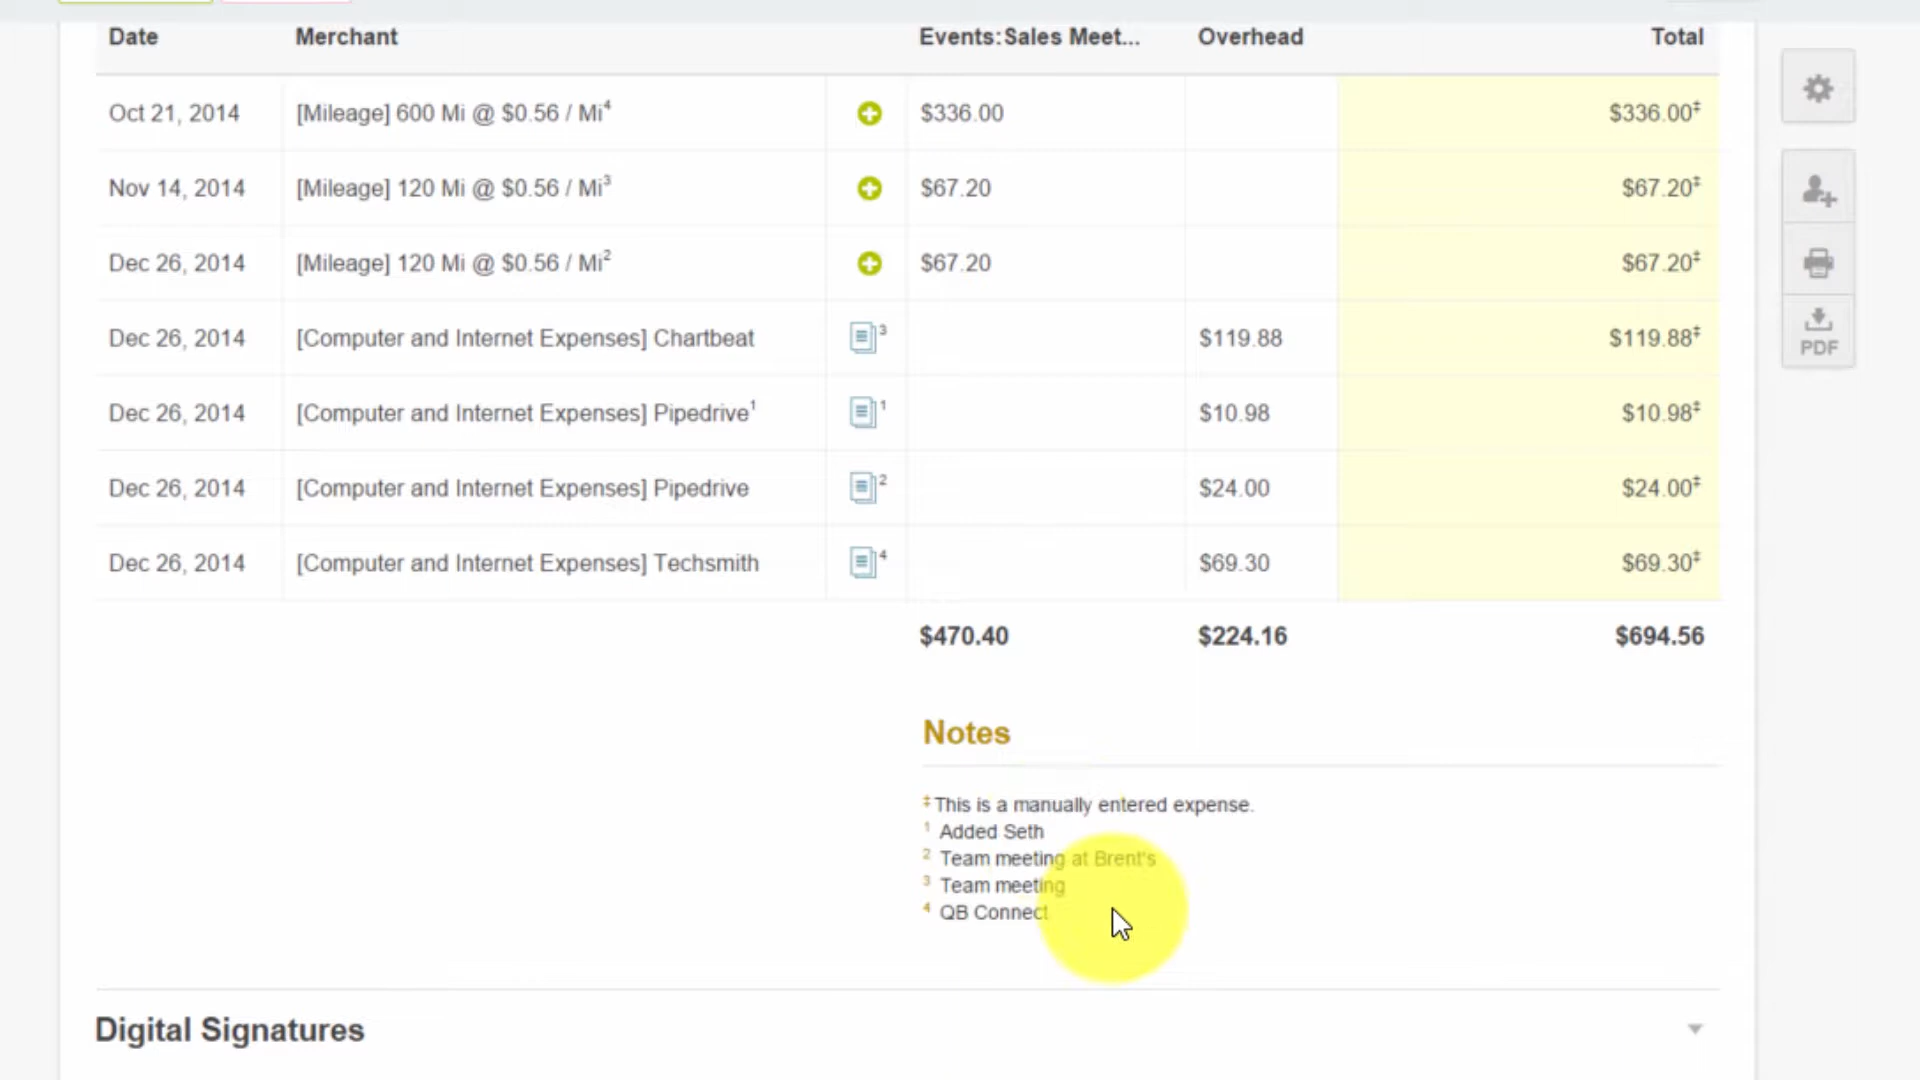 Date Merchant Events:Sales Meet... Overhead Total
Oct 21, 2014 [Mileage] 600 Mi @ $0.56 / Mi⁴ $336.00 $336.00‡
Nov 14, 2014 [Mileage] 120 Mi @ $0.56 / Mi³ $67.20 $67.20‡
Dec 26, 2014 [Mileage] 120 Mi @ $0.56 / Mi² $67.20 $67.20‡
Dec 26, 2014 [Computer and Internet Expenses] Chartbeat 3 $119.88 $119.88‡
Dec 26, 2014 [Computer and Internet Expenses] Pipedrive¹ 1 $10.98 $10.98‡
Dec 26, 2014 [Computer and Internet Expenses] Pipedrive 2 $24.00 $24.00‡
Dec 26, 2014 [Computer and Internet Expenses] Techsmith 4 $69.30 $69.30‡
$470.40 $224.16 $694.56
Notes
‡ This is a manually entered expense.
¹ Added Seth
² Team meeting at Brent's
³ Team meeting
⁴ QB Connect
Digital Signatures
PDF